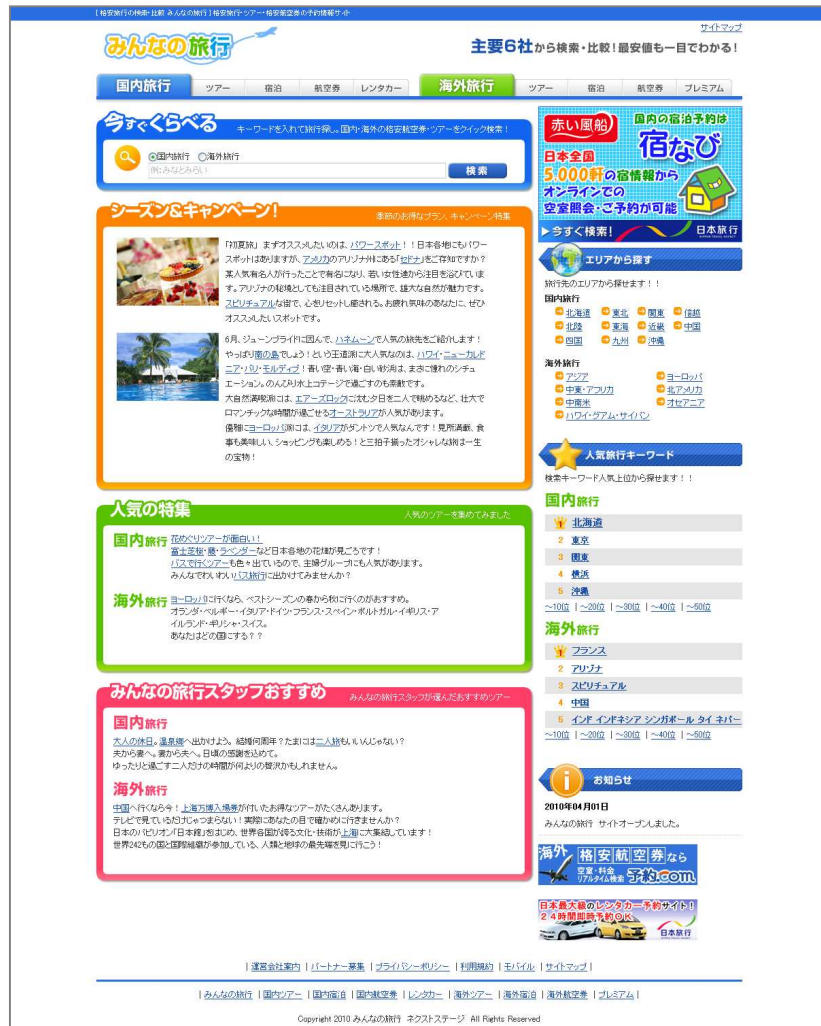 [ 格安旅行の検索・比較 みんなの旅行 ] 格安旅行・ツアー・格安航空券の予約情報サイト
サイトマップ
みんなの旅行
主要6社から検索・比較！最安値も一目でわかる！
国内旅行 ツアー 宿泊 航空券 レンタカー 海外旅行 ツアー 宿泊 航空券 プレミアム
今すぐくらべる
キーワードを入れて旅行探し。国内・海外の格安航空券・ツアーをクイック検索！
国内旅行 海外旅行
例:みなとみらい
検索
シーズン&キャンペーン！
季節のお得なプラン、キャンペーン特集
「初夏旅」まずオススメしたいのは、パワースポット！！日本各地にもパワー
スポットはありますが、アメリカのアリゾナ州にある「セドナ」をご存知ですか？
某人気有名人が行ったことで有名になり、若い女性達から注目を浴びていま
す。アリゾナの秘境としても注目されている場所で、雄大な自然が魅力です。
スピリチュアルな街で、心をリセットし癒される。お疲れ気味のあなたに、ぜひ
オススメしたいスポットです。
6月、ジューンブライドに因んで、ハネムーンで人気の旅先をご紹介します！
やっぱり南の島でしょう！という王道派に大人気なのは、ハワイ・ニューカレド
ニア・バリ・モルディブ！青い空・青い海・白い砂浜は、まさに憧れのシチュ
エーション。のんびり水上コテージで過ごすのも素敵です。
大自然満喫派には、エアーズロックに沈む夕日を二人で眺めるなど、壮大で
ロマンチックな時間が過ごせるオーストラリアが人気があります。
優雅にヨーロッパ派には、イタリアがダントツで人気なんです！見所満載、食
事も美味しい、ショッピングも楽しめる！と三拍子揃ったオシャレな旅は一生
の宝物！
人気の特集
人気のツアーを集めてみました
国内旅行
花めぐりツアーが面白い！
富士芝桜・藤・ラベンダーなど日本各地の花畑が見ごろです！
バスで行くツアーも色々出ているので、主婦グループにも人気があります。
みんなでわいわいバス旅行に出かけてみませんか？
海外旅行
ヨーロッパに行くなら、ベストシーズンの春から秋に行くのがおすすめ。
オランダ・ベルギー・イタリア・ドイツ・フランス・スペイン・ポルトガル・イギリス・ア
イルランド・ギリシャ・スイス。
あなたはどの国にする？？
みんなの旅行スタッフおすすめ
みんなの旅行スタッフが選んだおすすめツアー
国内旅行
大人の休日。温泉郷へ出かけよう。結婚何周年？たまには二人旅もいいんじゃない？
夫から妻へ。妻から夫へ。日頃の感謝を込めて。
ゆったりと過ごす二人だけの時間が何よりの贅沢かもしれません。
海外旅行
中国へ行くなら今！上海万博入場券が付いたお得なツアーがたくさんあります。
テレビで見ているだけじゃつまらない！実際にあなたの目で確かめに行きませんか？
日本のパビリオン「日本館」をはじめ、世界各国が誇る文化・技術が上海に大集結しています！
世界242もの国と国際組織が参加している、人類と地球の最先端を見に行こう！
赤い風船
国内の宿泊予約は
宿なび
日本全国
5,000軒の宿情報から
オンラインでの
空室照会・ご予約が可能
▶今すぐ検索！ 日本旅行
エリアから探す
旅行先のエリアから探せます！！
国内旅行
北海道 東北 関東 信越
北陸 東海 近畿 中国
四国 九州 沖縄
海外旅行
アジア ヨーロッパ
中東・アフリカ 北アメリカ
中南米 オセアニア
ハワイ・グアム・サイパン
人気旅行キーワード
検索キーワード人気上位から探せます！！
国内旅行
1 北海道
2 東京
3 関東
4 横浜
5 沖縄
～10位 | ～20位 | ～30位 | ～40位 | ～50位
海外旅行
1 フランス
2 アリゾナ
3 スピリチュアル
4 中国
5 インド インドネシア シンガポール タイ ネパー
～10位 | ～20位 | ～30位 | ～40位 | ～50位
お知らせ
2010年04月01日
みんなの旅行 サイトオープンしました。
海外 格安航空券なら
空室・料金
リアルタイム検索 予約.com
日本最大級のレンタカー予約サイト！
24時間即時予約OK
日本旅行
| 運営会社案内 | パートナー募集 | プライバシーポリシー | 利用規約 | モバイル | サイトマップ |
| みんなの旅行 | 国内ツアー | 国内宿泊 | 国内航空券 | レンタカー | 海外ツアー | 海外宿泊 | 海外航空券 | プレミアム |
Copyright 2010 みんなの旅行 ネクストステージ All Rights Reserved